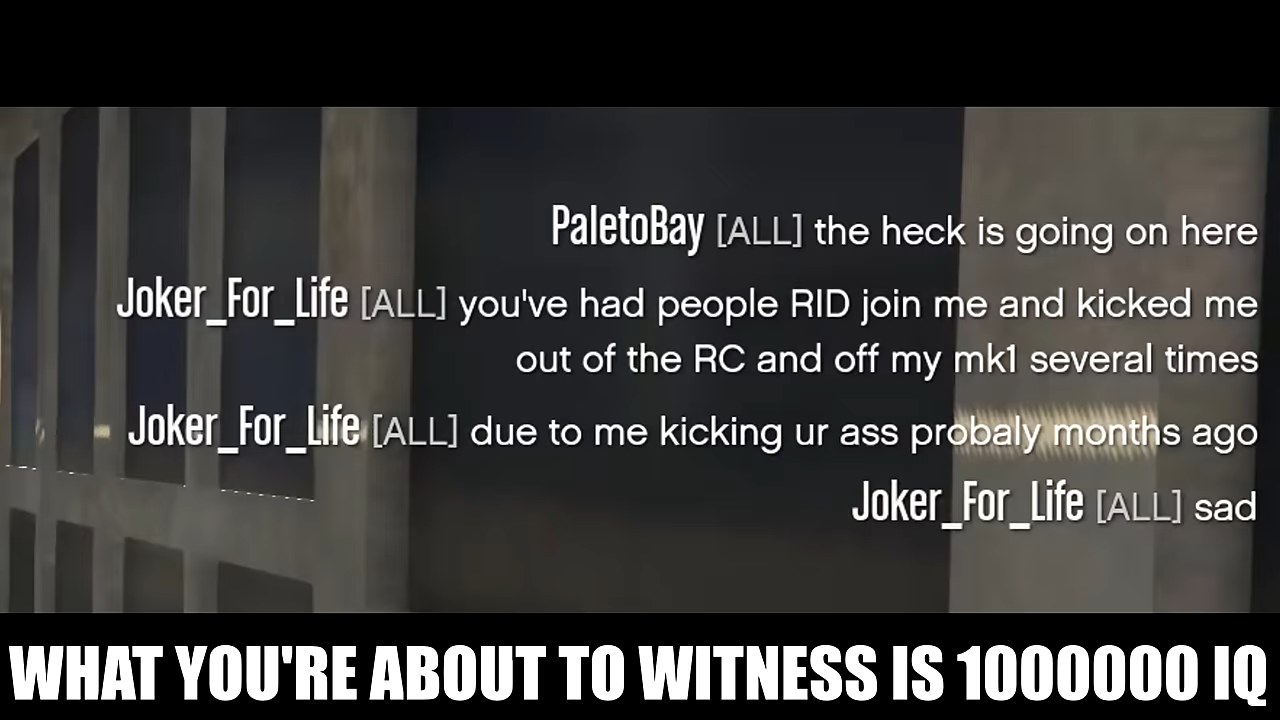 PaletoBay [ALL] the heck is going on here
Joker_For_Life [ALL] you've had people RID join me and kicked me
out of the RC and off my mk1 several times
Joker_For_Life [ALL] due to me kicking ur ass probaly months ago
Joker_For_Life [ALL] sad
WHAT YOU'RE ABOUT TO WITNESS IS 1000000 IQ